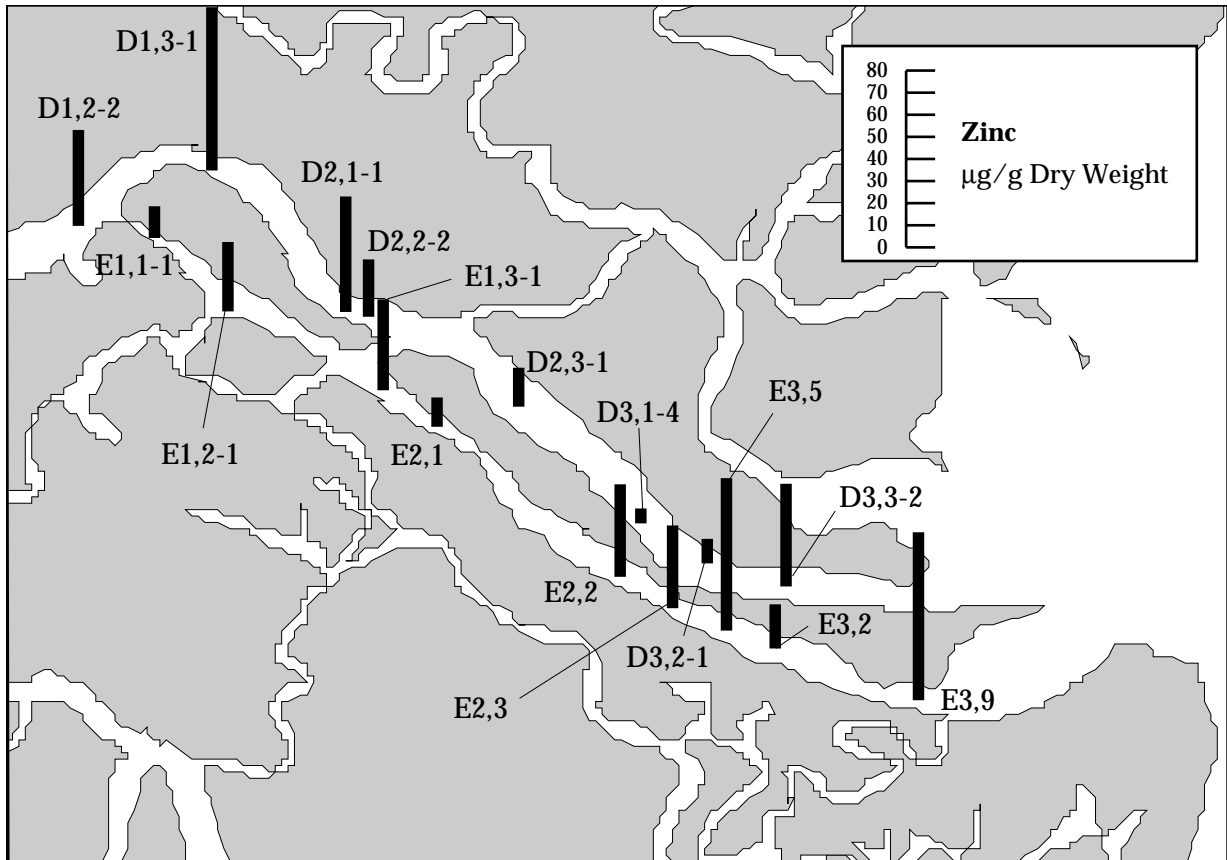 D1,3-1
D1,2-2
D2,1-1
D2,2-2
E1,1-1
E1,3-1
E1,2-1
E2,1
D2,3-1
D3,1-4
E3,5
D3,3-2
E2,2
E3,2
D3,2-1
E2,3
E3,9
80
70
60
50
40
30
20
10
0
Zinc
µg/g Dry Weight